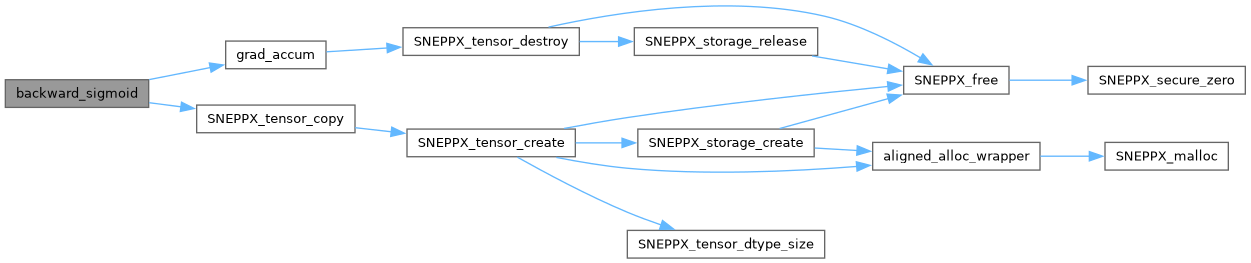 backward_sigmoid
grad_accum
SNEPPX_tensor_copy
SNEPPX_tensor_destroy
SNEPPX_tensor_create
SNEPPX_storage_release
SNEPPX_storage_create
SNEPPX_tensor_dtype_size
SNEPPX_free
aligned_alloc_wrapper
SNEPPX_secure_zero
SNEPPX_malloc